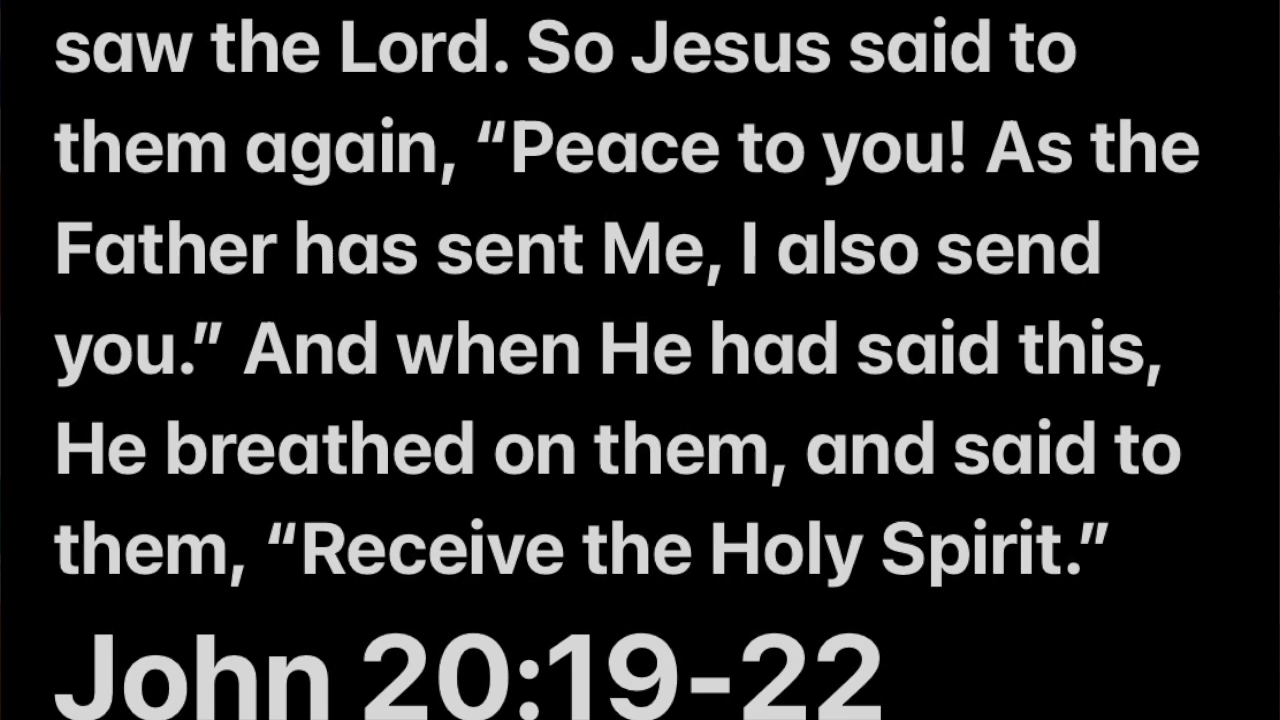 saw the Lord. So Jesus said to
them again, “Peace to you! As the
Father has sent Me, I also send
you.” And when He had said this,
He breathed on them, and said to
them, “Receive the Holy Spirit.”
John 20:19-22